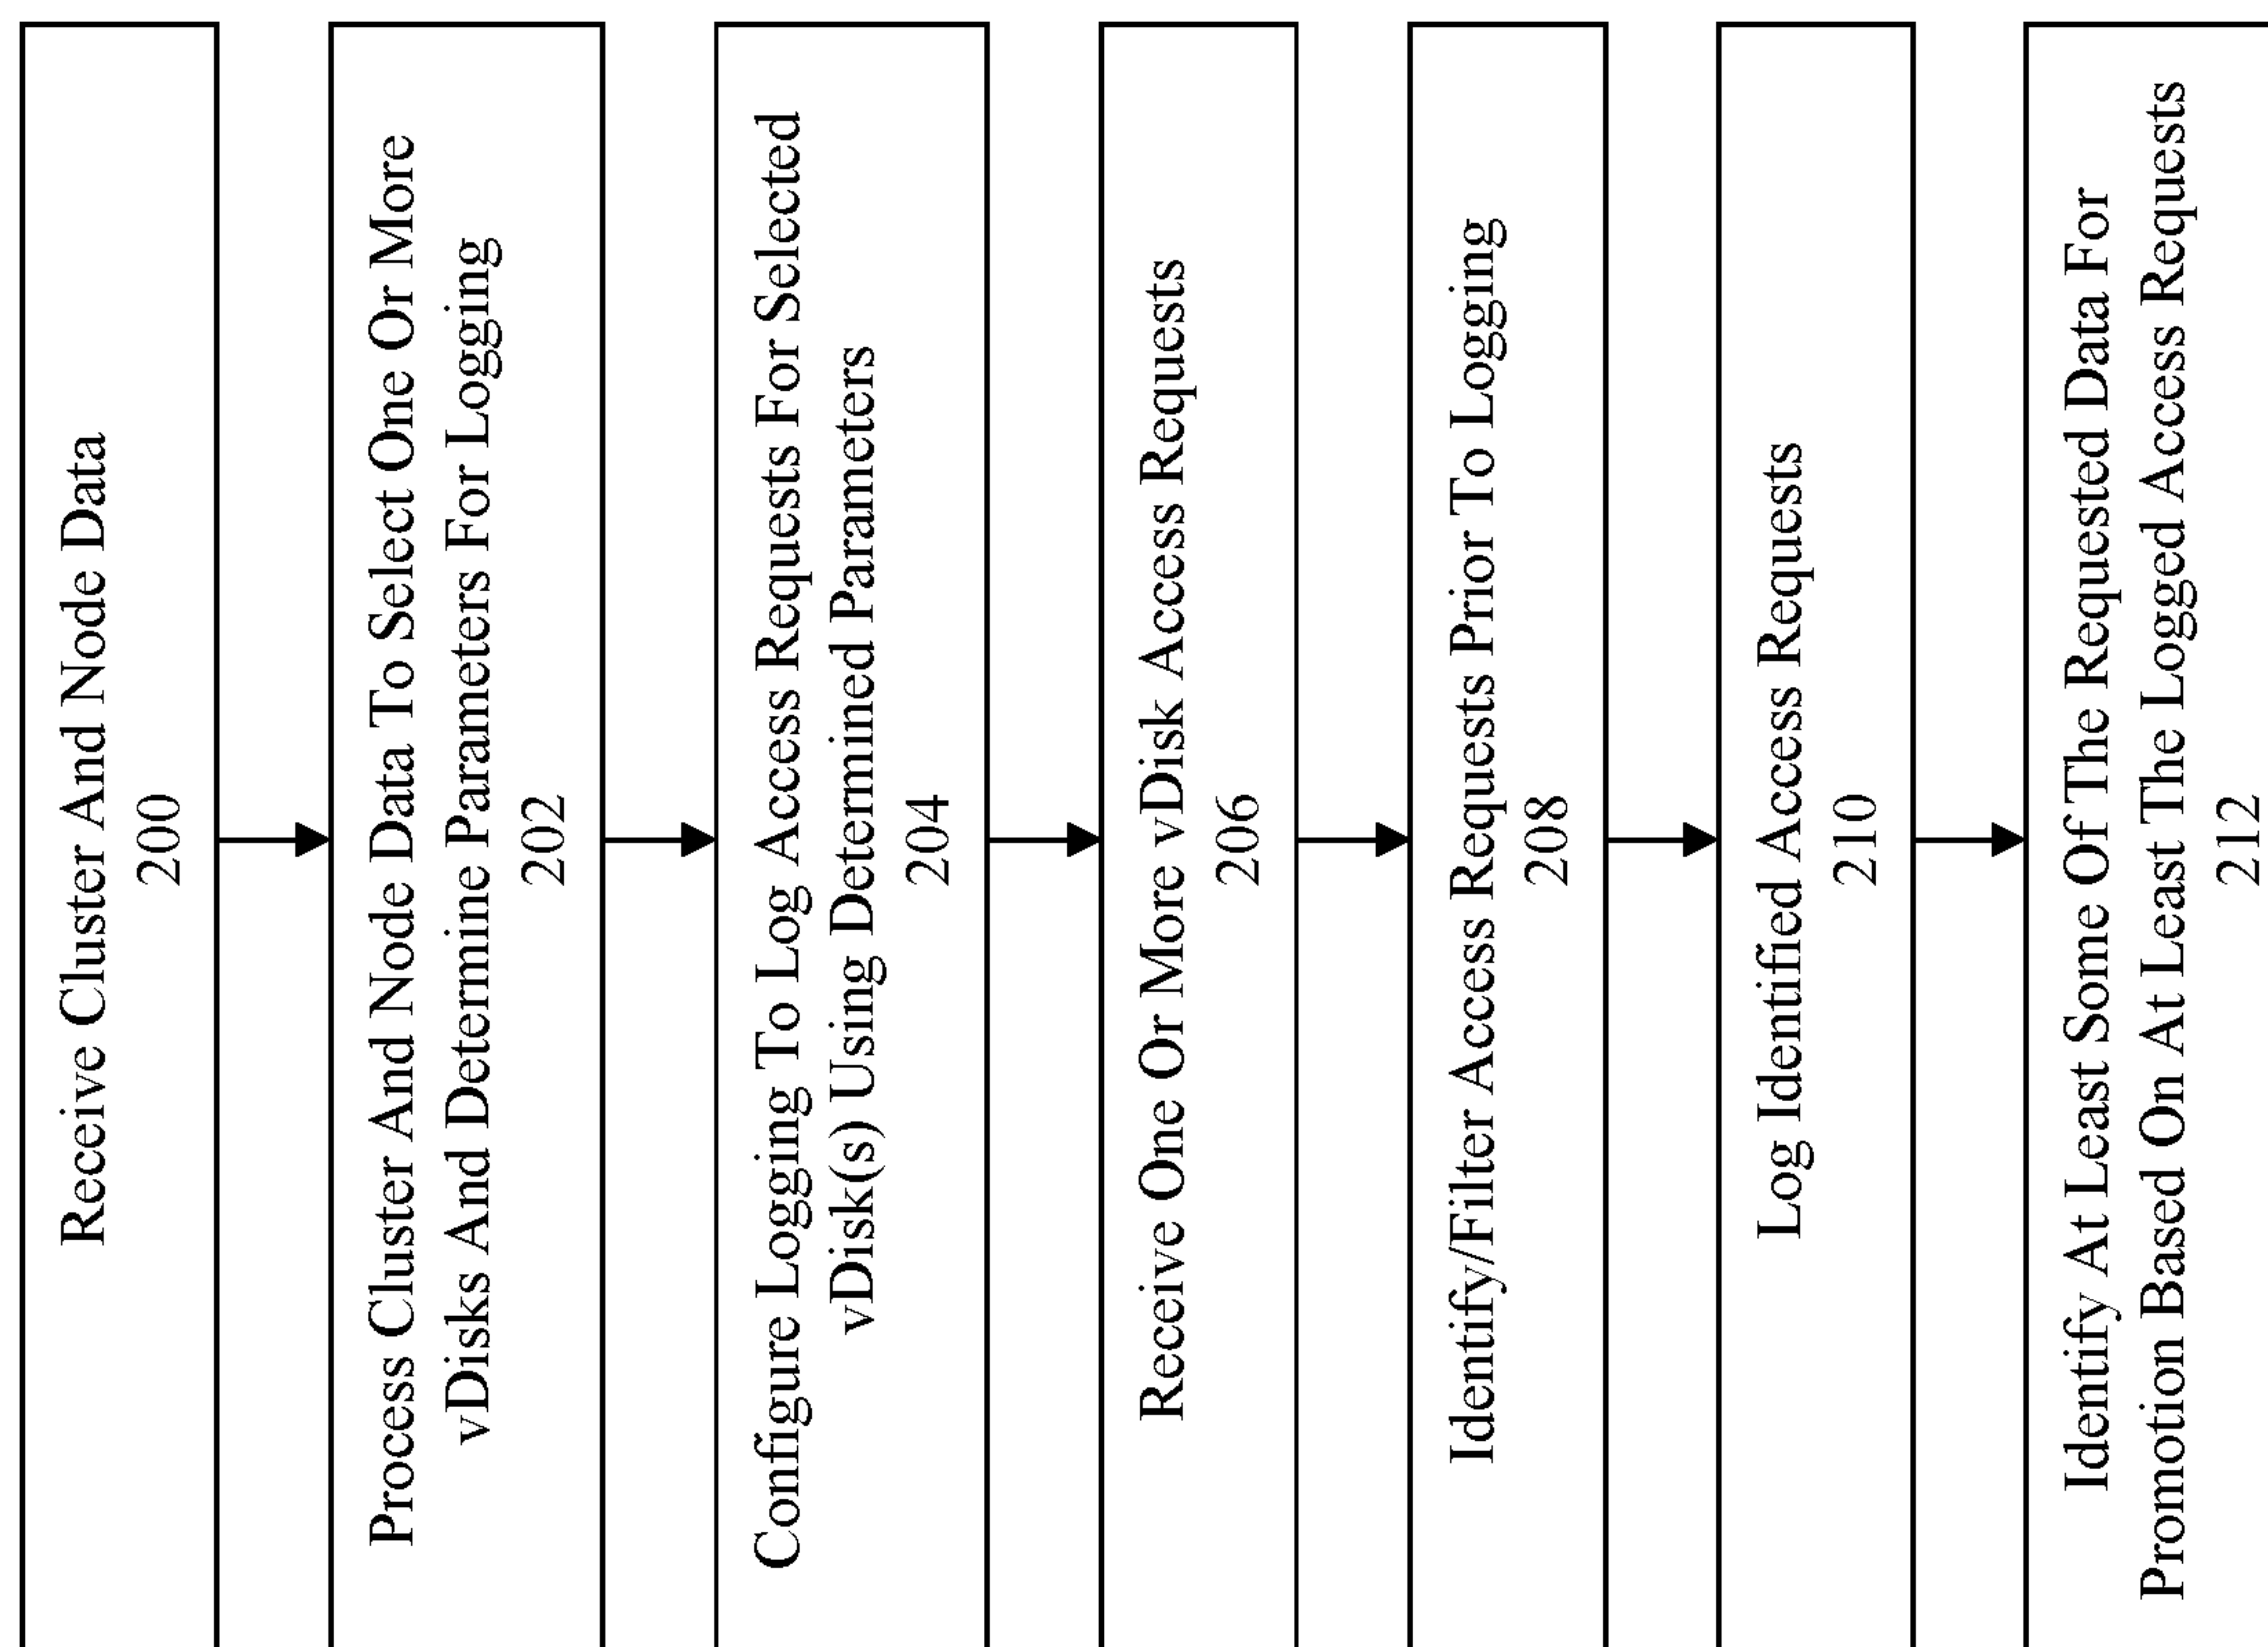 Receive Cluster And Node Data
200
Process Cluster And Node Data To Select One Or More
vDisks And Determine Parameters For Logging
202
Configure Logging To Log Access Requests For Selected
vDisk(s) Using Determined Parameters
204
Receive One Or More vDisk Access Requests
206
Identify/Filter Access Requests Prior To Logging
208
Log Identified Access Requests
210
Identify At Least Some Of The Requested Data For
Promotion Based On At Least The Logged Access Requests
212